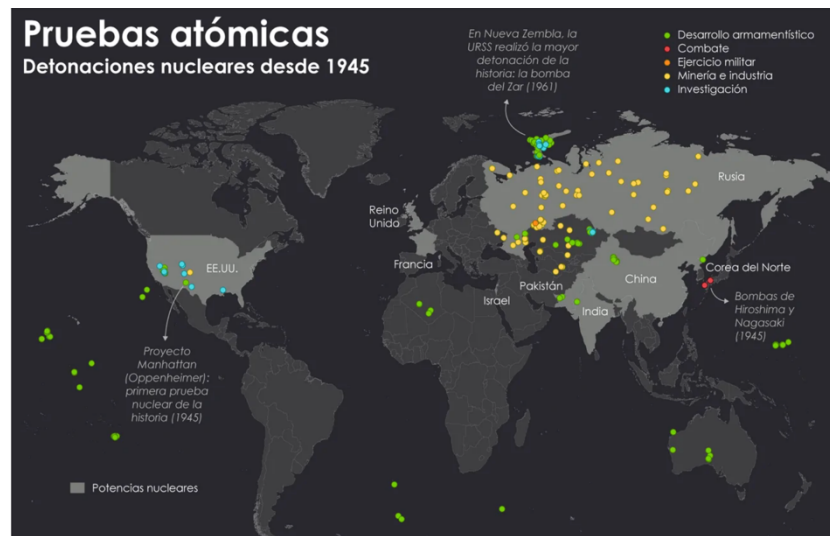 Pruebas atómicas
Detonaciones nucleares desde 1945
En Nueva Zembla, la
URSS realizó la mayor
detonación de la
historia: la bomba
del Zar (1961)
Desarrollo armamentístico
Combate
Ejercicio militar
Minería e industria
Investigación
Rusia
Reino
Unido
EE.UU.
Francia
Israel
Pakistán
India
China
Corea del Norte
Bombas de
Hiroshima y
Nagasaki
(1945)
Proyecto
Manhattan
(Oppenheimer):
primera prueba
nuclear de la
historia (1945)
Potencias nucleares